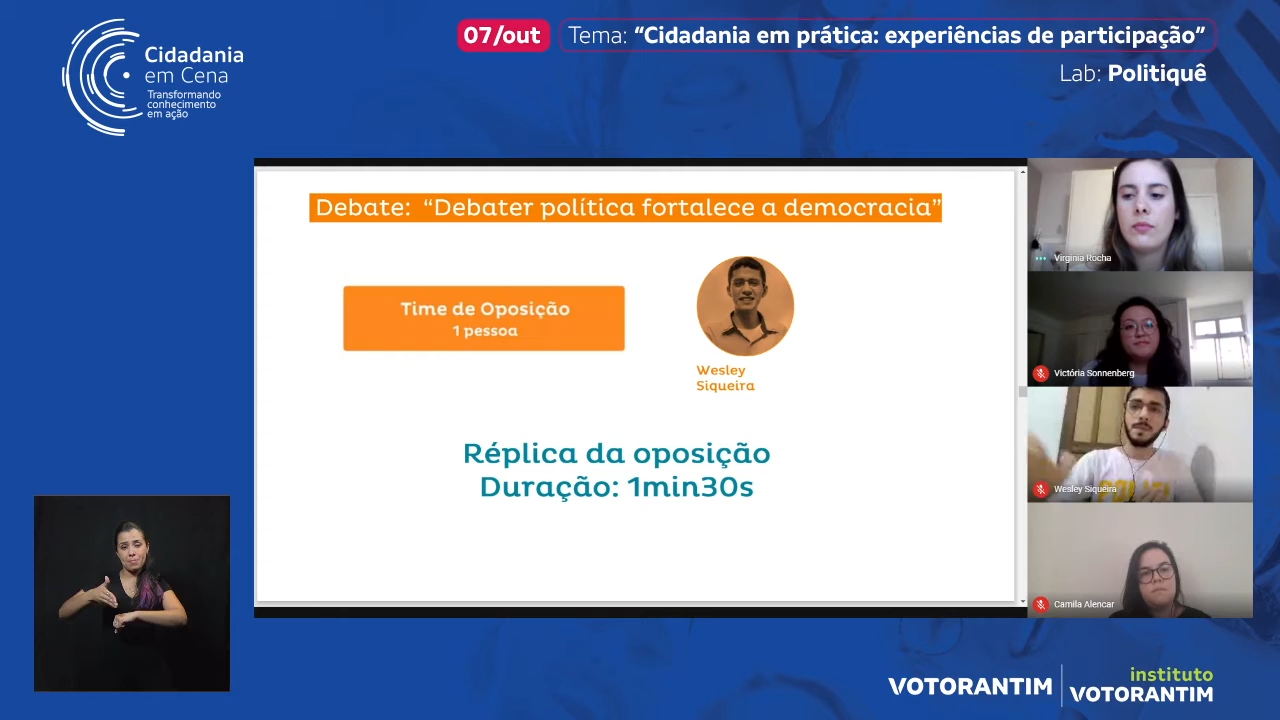 Cidadania
em Cena
Transformando
conhecimento
em ação
07/out
Tema: “Cidadania em prática: experiências de participação”
Lab: Politiquê
Debate: “Debater política fortalece a democracia”
Time de Oposição
1 pessoa
Wesley
Siqueira
Réplica da oposição
Duração: 1min30s
Virginia Rocha
Victória Sonnenberg
Wesley Siqueira
Camila Alencar
VOTORANTIM
instituto
VOTORANTIM